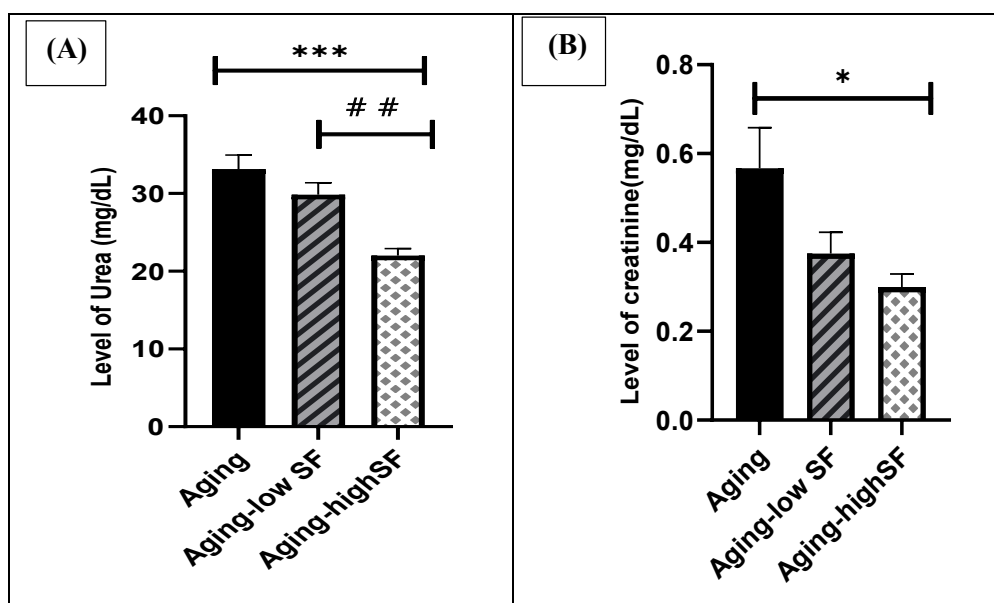 (A)
***
# #
40
30
20
10
0
Level of Urea (mg/dL)
Aging
Aging-low SF
Aging-highSF
(B)
*
0.8
0.6
0.4
0.2
0.0
Level of creatinine(mg/dL)
Aging
Aging-low SF
Aging-highSF